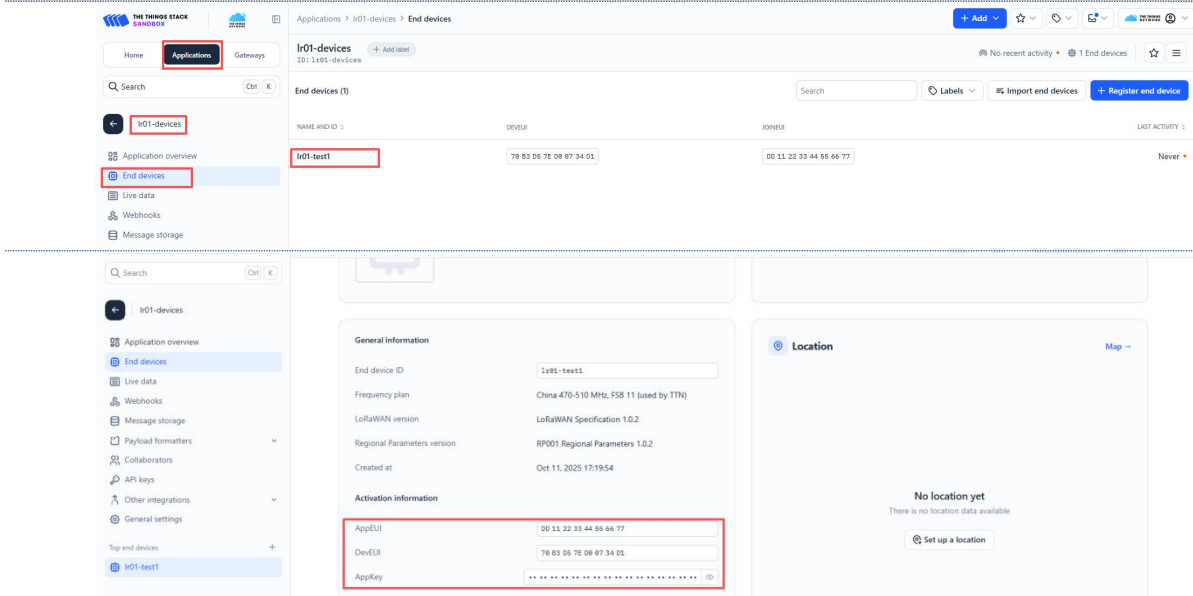 THE THINGS STACK
SANDBOX
THE THINGS
NETWORK
Applications > lr01-devices > End devices
+ Add
THE THINGS
NETWORK
Home Applications Gateways
lr01-devices
+ Add label
ID: lr01-devices
No recent activity • 1 End devices
Search Ctrl K
End devices (1)
Search
Labels
Import end devices
+ Register end device
lr01-devices
NAME AND ID DEVEUI JOINEUI LAST ACTIVITY
lr01-test1 70 B3 D5 7E D0 07 34 D1 DD 11 22 33 44 55 66 77 Never •
Application overview
End devices
Live data
Webhooks
Message storage
Search Ctrl K
lr01-devices
Application overview
End devices
Live data
Webhooks
Message storage
Payload formatters
Collaborators
API keys
Other integrations
General settings
Top end devices +
lr01-test1
General information
End device ID lr01-test1
Frequency plan China 470-510 MHz, FSB 11 (used by TTN)
LoRaWAN version LoRaWAN Specification 1.0.2
Regional Parameters version RP001 Regional Parameters 1.0.2
Created at Oct 11, 2025 17:19:54
Activation information
AppEUI DD 11 22 33 44 55 66 77
DevEUI 70 B3 D5 7E D0 07 34 D1
AppKey •• •• •• •• •• •• •• •• •• •• •• •• •• •• •• ••
Location Map →
No location yet
There is no location data available
Set up a location